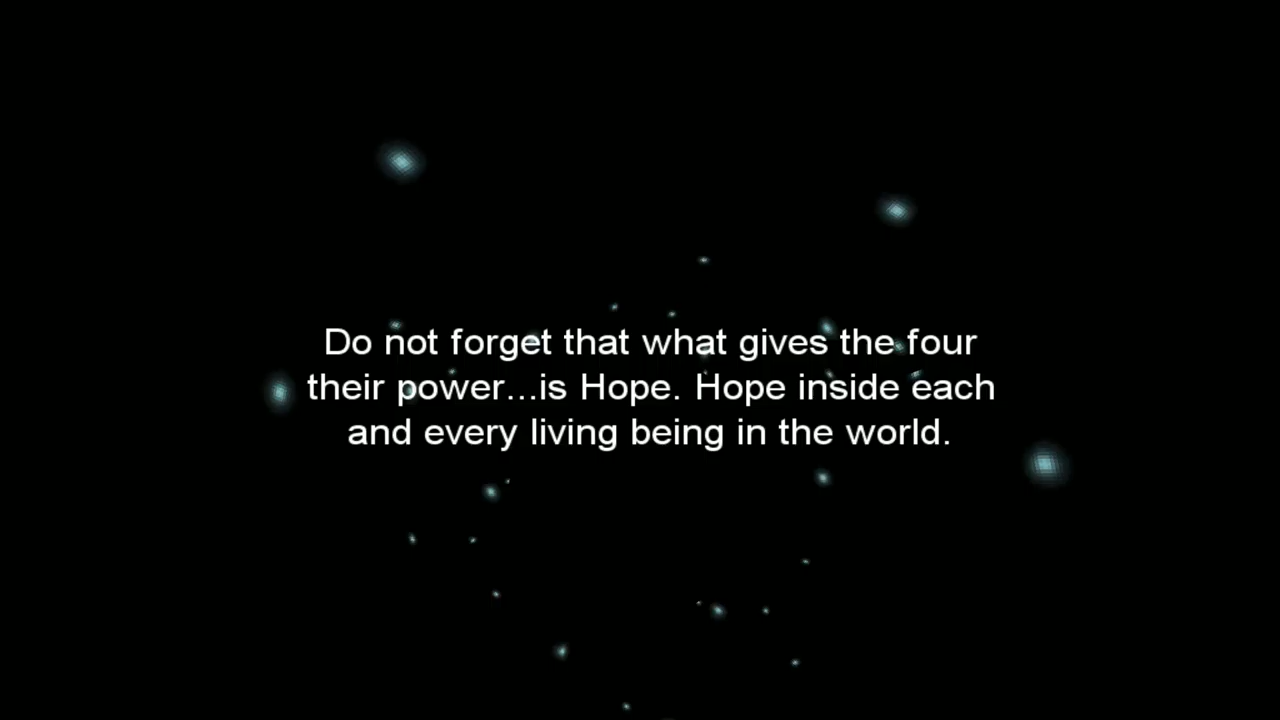 Do not forget that what gives the four
their power...is Hope. Hope inside each
and every living being in the world.